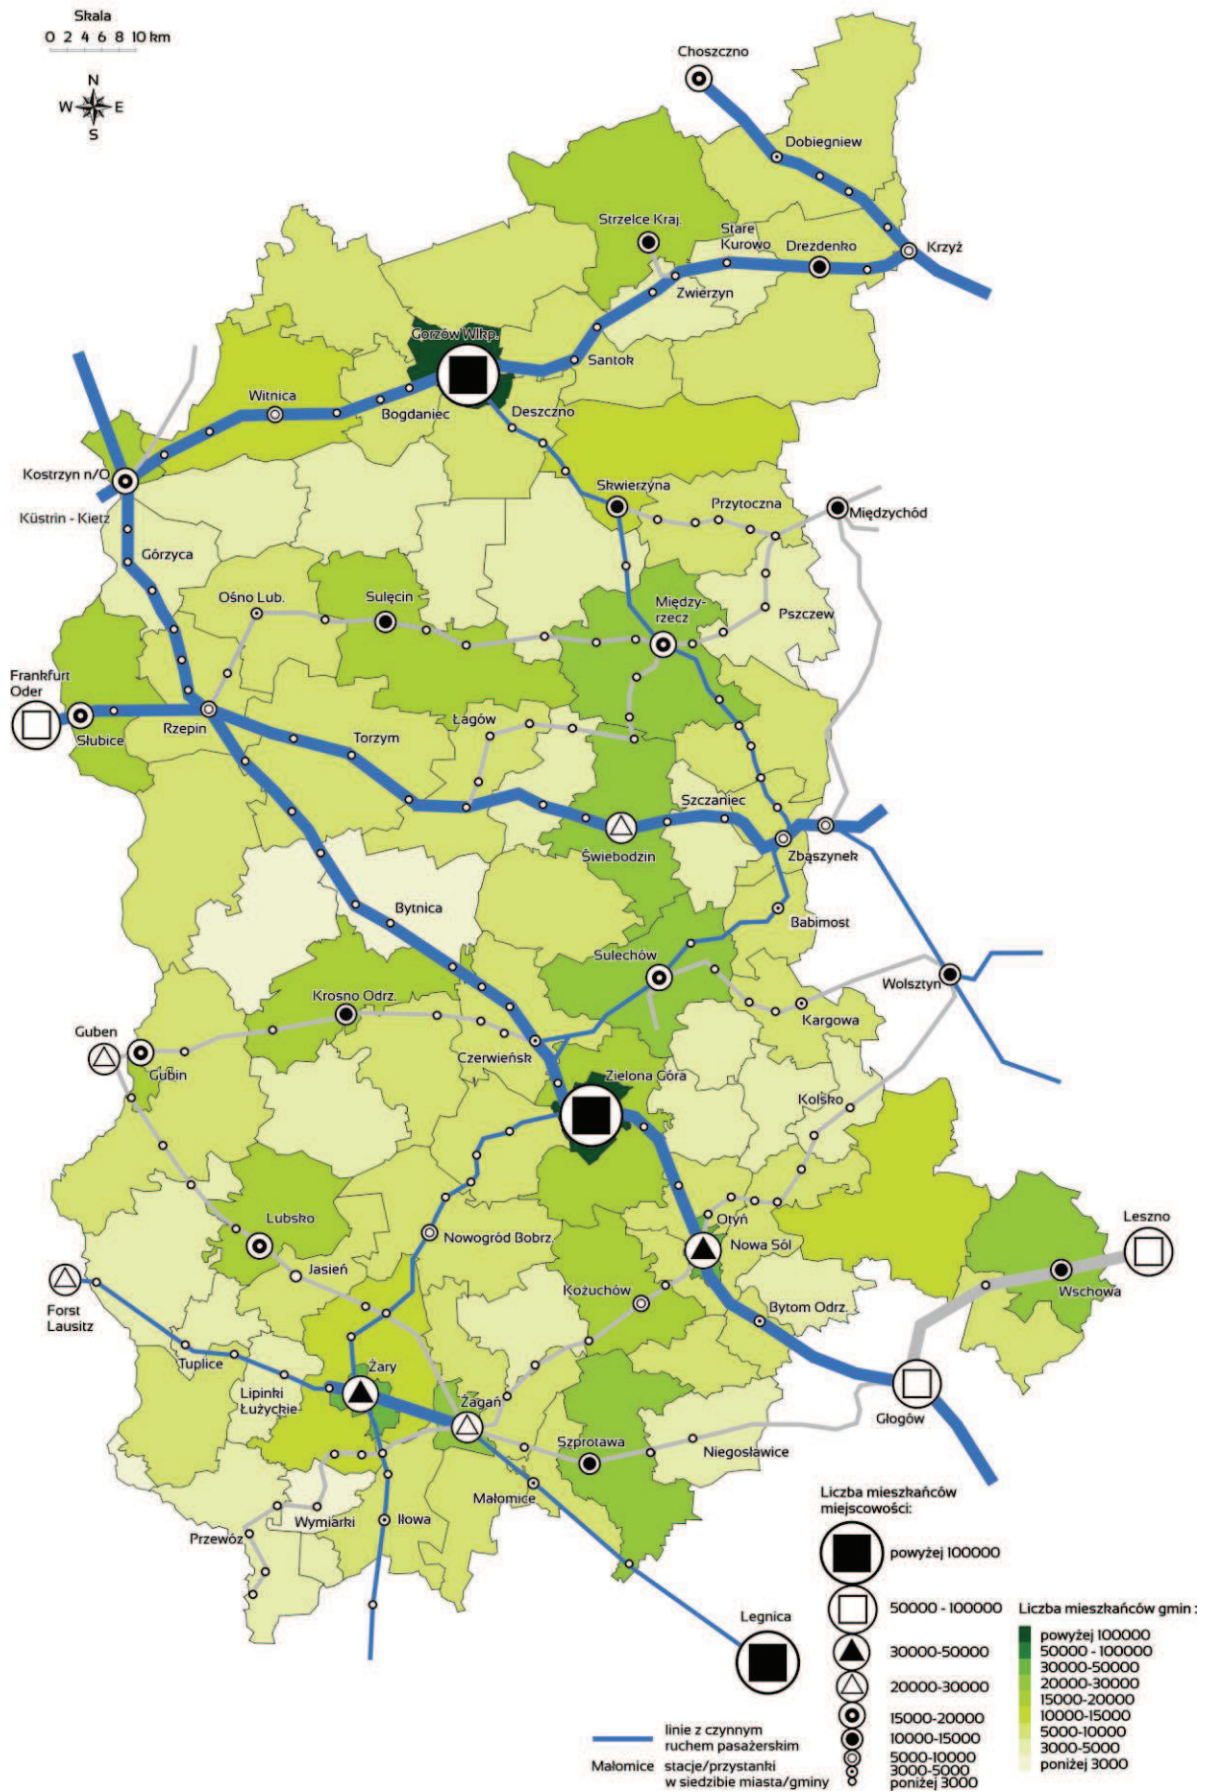 Skala
0 2 4 6 8 10 km
N
W E
S
Choszczno
Dobiegniew
Strzelce Kraj.
Stare
Kurowo
Drezdenko
Krzyż
Zwierzyn
Gorzów Wlkp.
Santok
Witnica
Bogdaniec
Deszczno
Kostrzyn n/O
Skwierzyna
Przytoczna
Międzychód
Küstrin - Kietz
Górzyca
Ośno Lub.
Sulęcin
Między-
rzecz
Pszczew
Frankfurt
Oder
Słubice
Rzepin
Torzym
Łagów
Szczaniec
Świebodzin
Zbąszynek
Bytnica
Babimost
Sulechów
Wolsztyn
Krosno Odrz.
Kargowa
Guben
Gubin
Czerwieńsk
Zielona Góra
Kolsko
Lubsko
Otyń
Leszno
Nowogród Bobrz.
Nowa Sól
Jasień
Kożuchów
Wschowa
Forst
Lausitz
Bytom Odrz.
Tuplice
Żary
Lipinki
Łużyckie
Żagań
Głogów
Szprotawa
Niegosławice
Małomice
Wymiarki
Iłowa
Przewóz
Legnica
Liczba mieszkańców
miejscowości:
powyżej 100000
50000 - 100000
30000-50000
20000-30000
15000-20000
10000-15000
5000-10000
3000-5000
poniżej 3000
Liczba mieszkańców gmin :
powyżej 100000
50000 - 100000
30000-50000
20000-30000
15000-20000
10000-15000
5000-10000
3000-5000
poniżej 3000
linie z czynnym
ruchem pasażerskim
Małomice stacje/przystanki
w siedzibie miasta/gminy